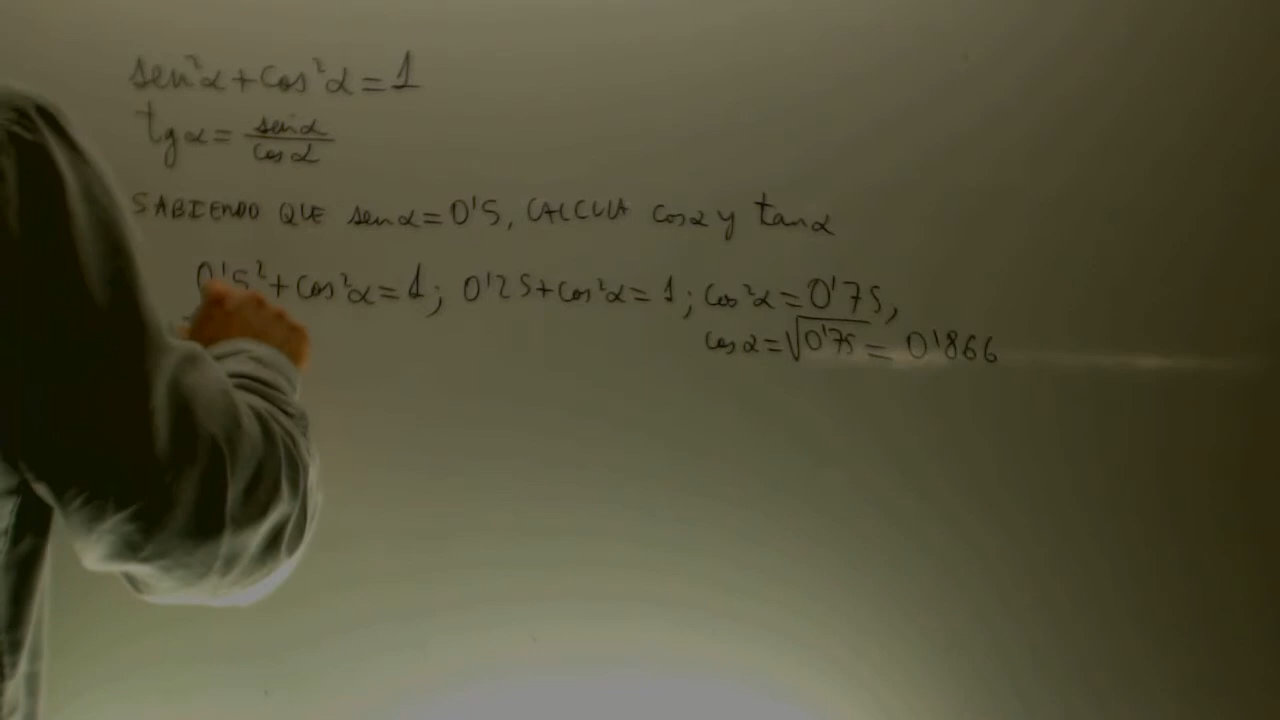 sen²α + cos²α = 1
tgα = senα / cosα
SABIENDO QUE senα = 0'5, CALCULA cosα y tanα
0'5² + cos²α = 1; 0'25 + cos²α = 1; cos²α = 0'75,
cosα = √0'75 = 0'866